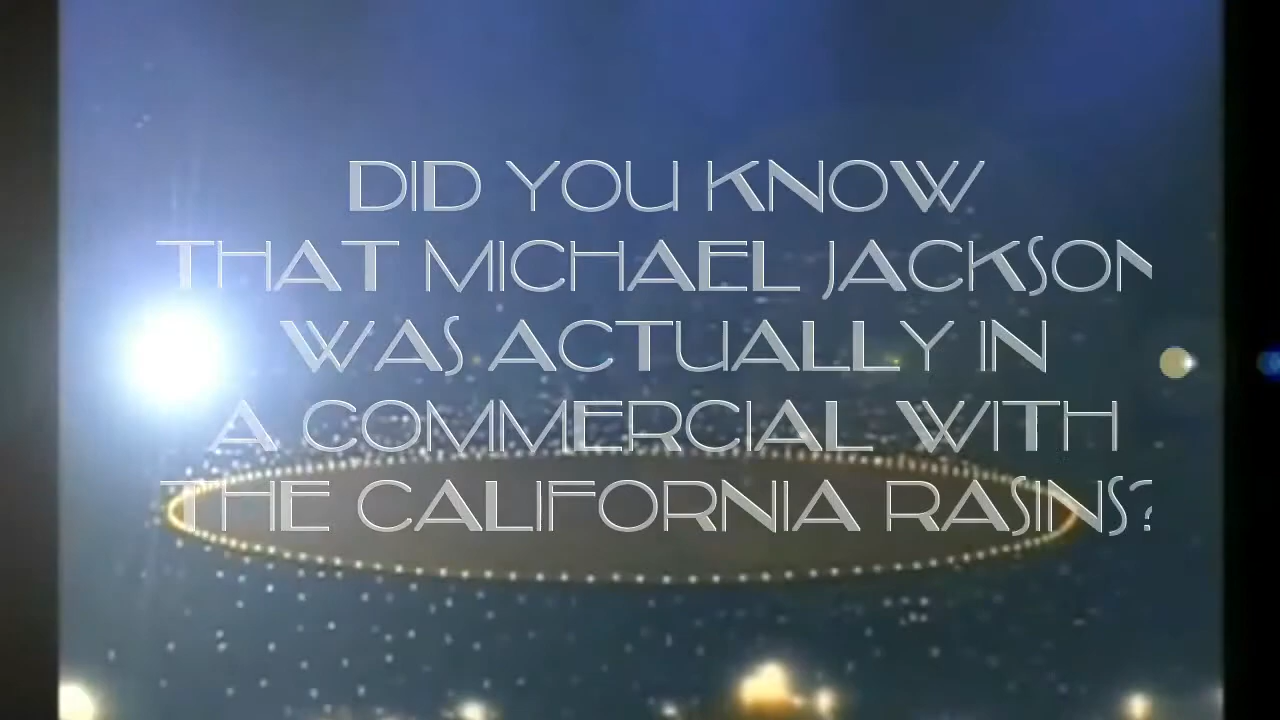 DID YOU KNOW
THAT MICHAEL JACKSON
WAS ACTUALLY IN
A COMMERCIAL WITH
THE CALIFORNIA RASINS?